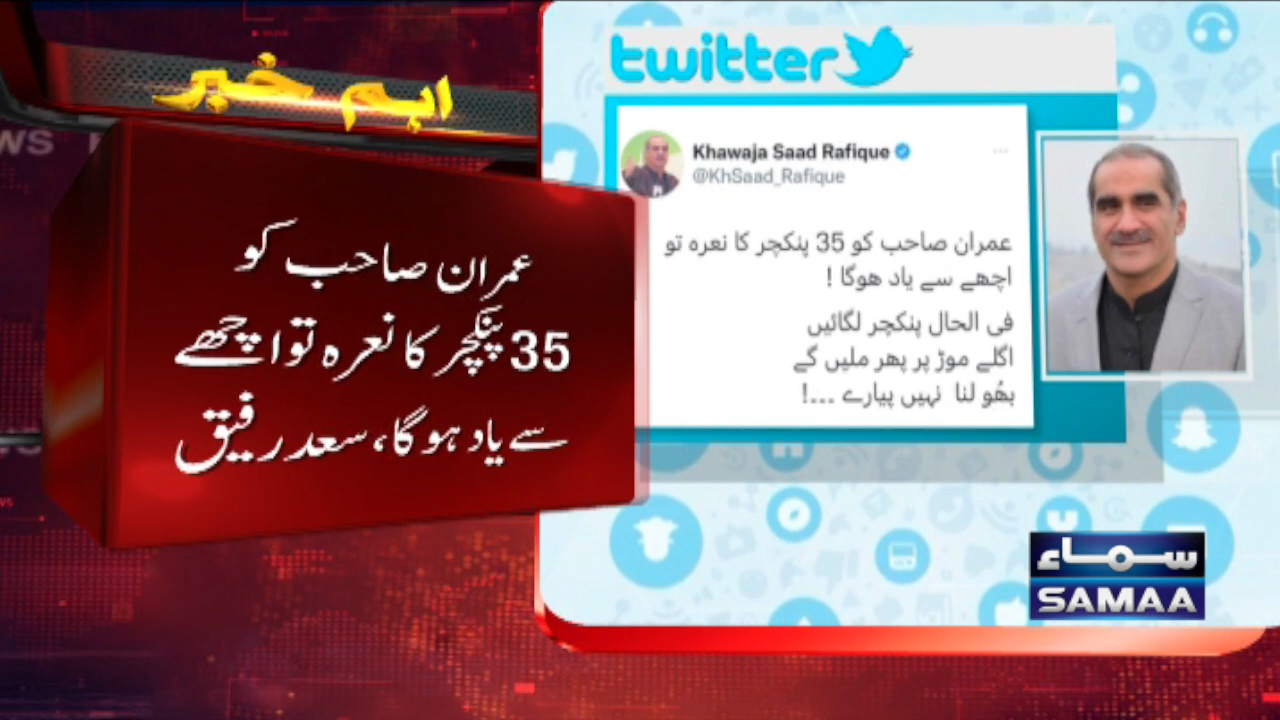 اہم خبر
عمران صاحب کو
35 پنکچر کا نعرہ تو اچھے
سے یاد ہوگا، سعد رفیق
twitter
Khawaja Saad Rafique
@KhSaad_Rafique
عمران صاحب کو 35 پنکچر کا نعرہ تو
اچھے سے یاد ھوگا !
فی الحال پنکچر لگائیں
اگلے موڑ پر پھر ملیں گے
بھُو لنا نہیں پیارے ...!
سماء
SAMAA